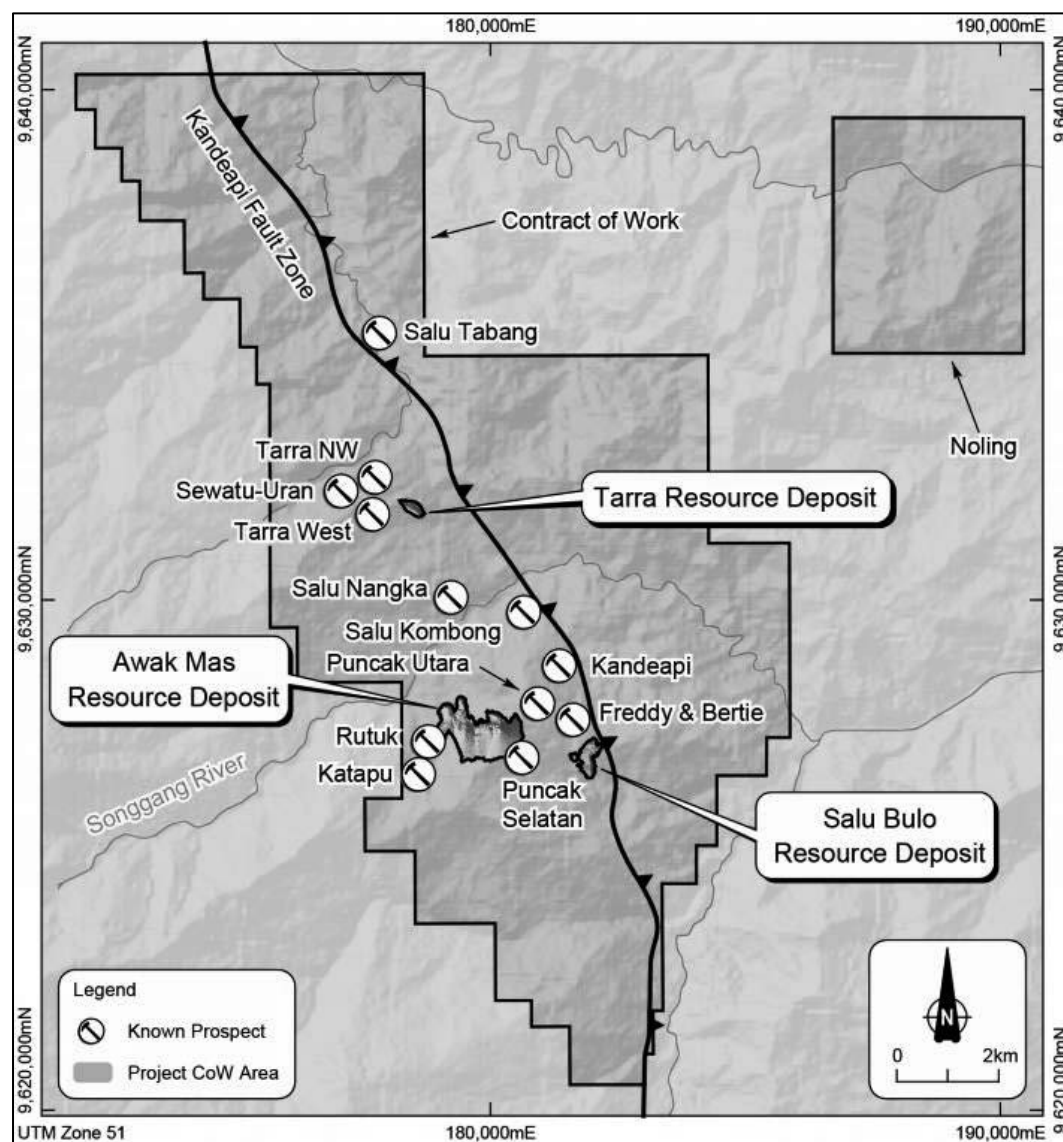 180,000mE
190,000mE
9,640,000mN
9,640,000mN
Kandeapi Fault Zone
Contract of Work
Salu Tabang
Noling
Tarra NW
Sewatu-Uran
Tarra West
Tarra Resource Deposit
Salu Nangka
9,630,000mN
9,630,000mN
Salu Kombong
Awak Mas
Resource Deposit
Puncak Utara
Kandeapi
Freddy & Bertie
Rutuk
Katapu
Puncak
Selatan
Songgang River
Salu Bulo
Resource Deposit
Legend
Known Prospect
Project CoW Area
N
0
2km
9,620,000mN
9,620,000mN
UTM Zone 51
180,000mE
190,000mE